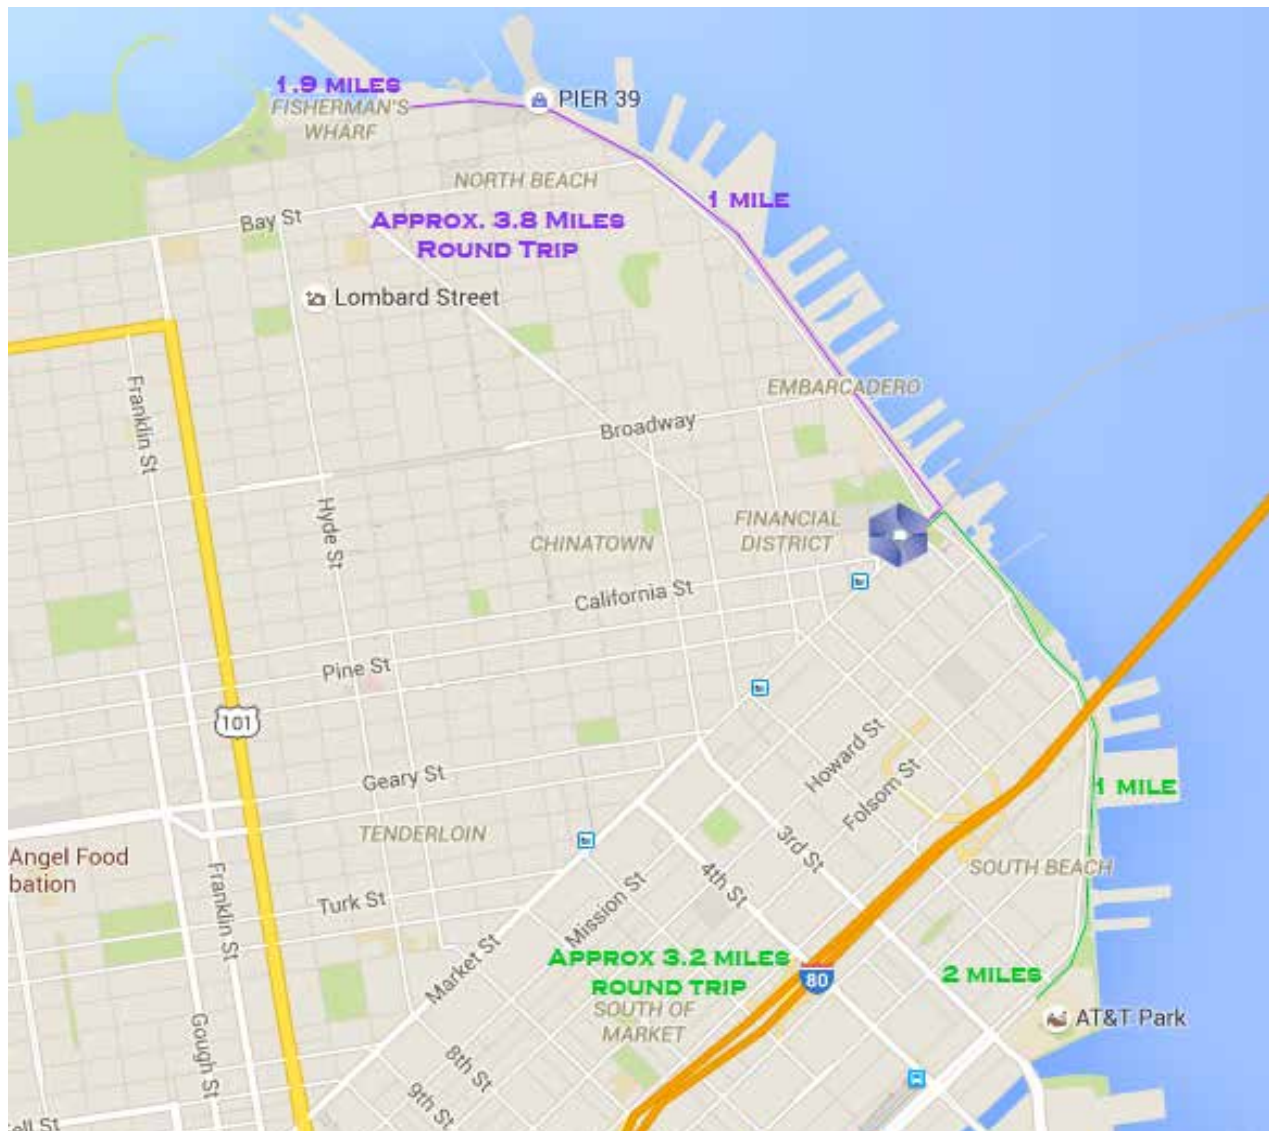 1.9 MILES
FISHERMAN'S
WHARF
PIER 39
NORTH BEACH
1 MILE
Bay St
APPROX. 3.8 MILES
ROUND TRIP
Lombard Street
Franklin St
EMBARCADERO
Broadway
Hyde St
CHINATOWN
FINANCIAL
DISTRICT
California St
Pine St
101
Geary St
Howard St
Folsom St
1 MILE
TENDERLOIN
3rd St
4th St
SOUTH BEACH
Angel Food
bation
Franklin St
Turk St
Mission St
Market St
APPROX 3.2 MILES
ROUND TRIP
80
2 MILES
SOUTH OF
MARKET
AT&T Park
Gough St
8th St
9th St
ell St